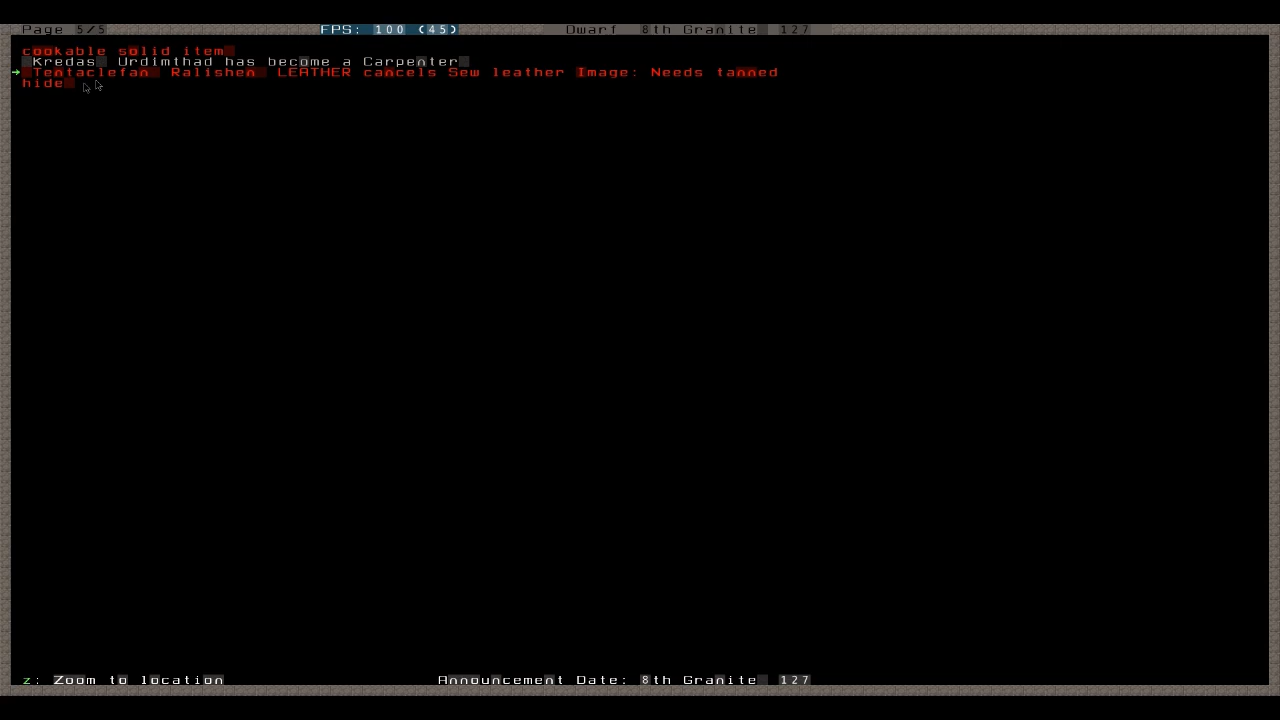 Page 5/5 FPS: 100 (45) Dwarf 8th Granite 127
cookable solid item
Kredas Urdimthad has become a Carpenter
Tentaclefan Ralishen LEATHER cancels Sew leather Image: Needs tanned
hide
z: Zoom to location Announcement Date: 8th Granite 127